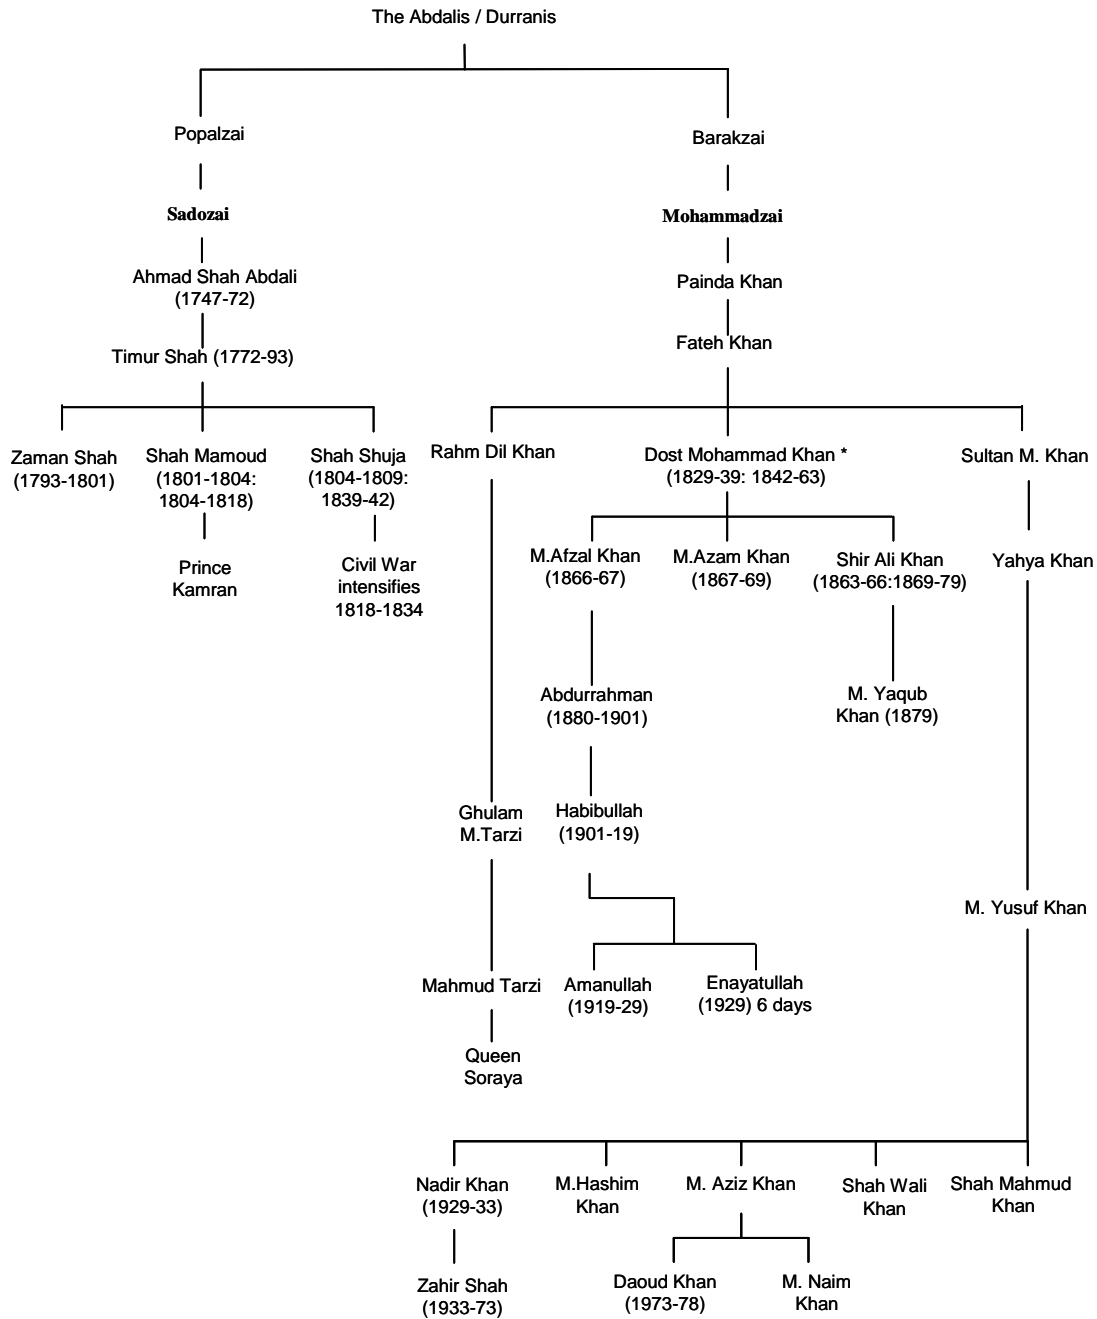 The Abdalis / Durranis
Popalzai
Barakzai
Sadozai
Mohammadzai
Ahmad Shah Abdali
(1747-72)
Painda Khan
Timur Shah (1772-93)
Fateh Khan
Zaman Shah
(1793-1801)
Shah Mamoud
(1801-1804:
1804-1818)
Shah Shuja
(1804-1809:
1839-42)
Rahm Dil Khan
Dost Mohammad Khan *
(1829-39: 1842-63)
Sultan M. Khan
Prince
Kamran
Civil War
intensifies
1818-1834
M.Afzal Khan
(1866-67)
M.Azam Khan
(1867-69)
Shir Ali Khan
(1863-66:1869-79)
Yahya Khan
Abdurrahman
(1880-1901)
M. Yaqub
Khan (1879)
Ghulam
M.Tarzi
Habibullah
(1901-19)
M. Yusuf Khan
Mahmud Tarzi
Amanullah
(1919-29)
Enayatullah
(1929) 6 days
Queen
Soraya
Nadir Khan
(1929-33)
M.Hashim
Khan
M. Aziz Khan
Shah Wali
Khan
Shah Mahmud
Khan
Zahir Shah
(1933-73)
Daoud Khan
(1973-78)
M. Naim
Khan